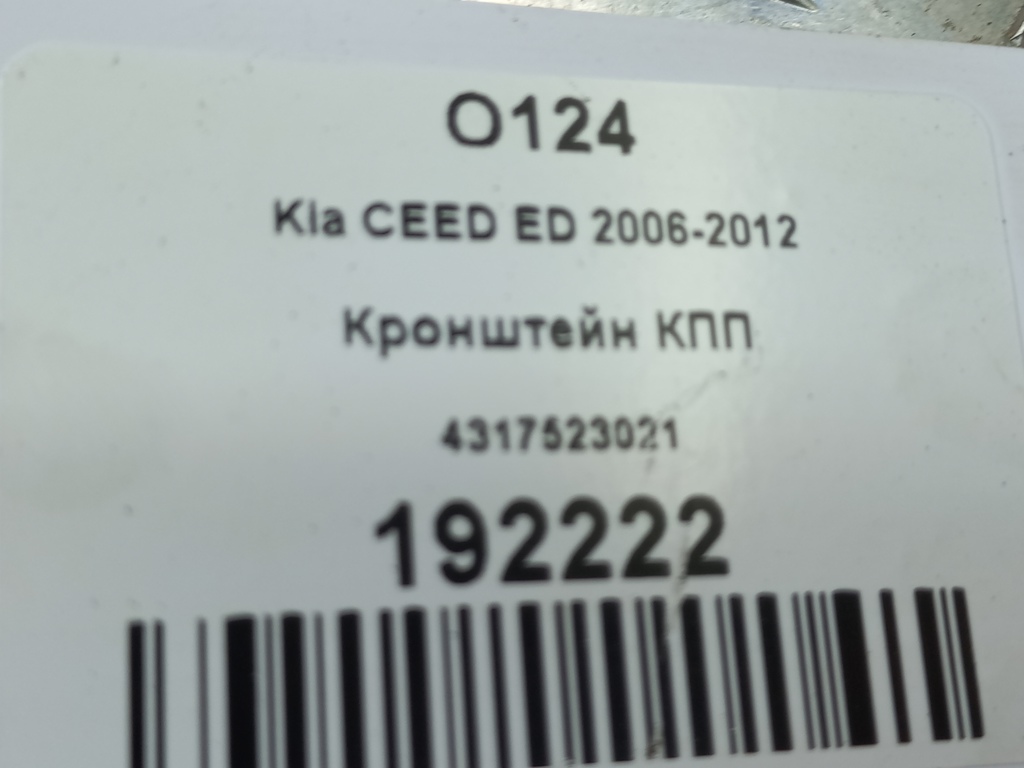 O124
Kia CEED ED 2006-2012
Кронштейн КПП
4317523021
192222